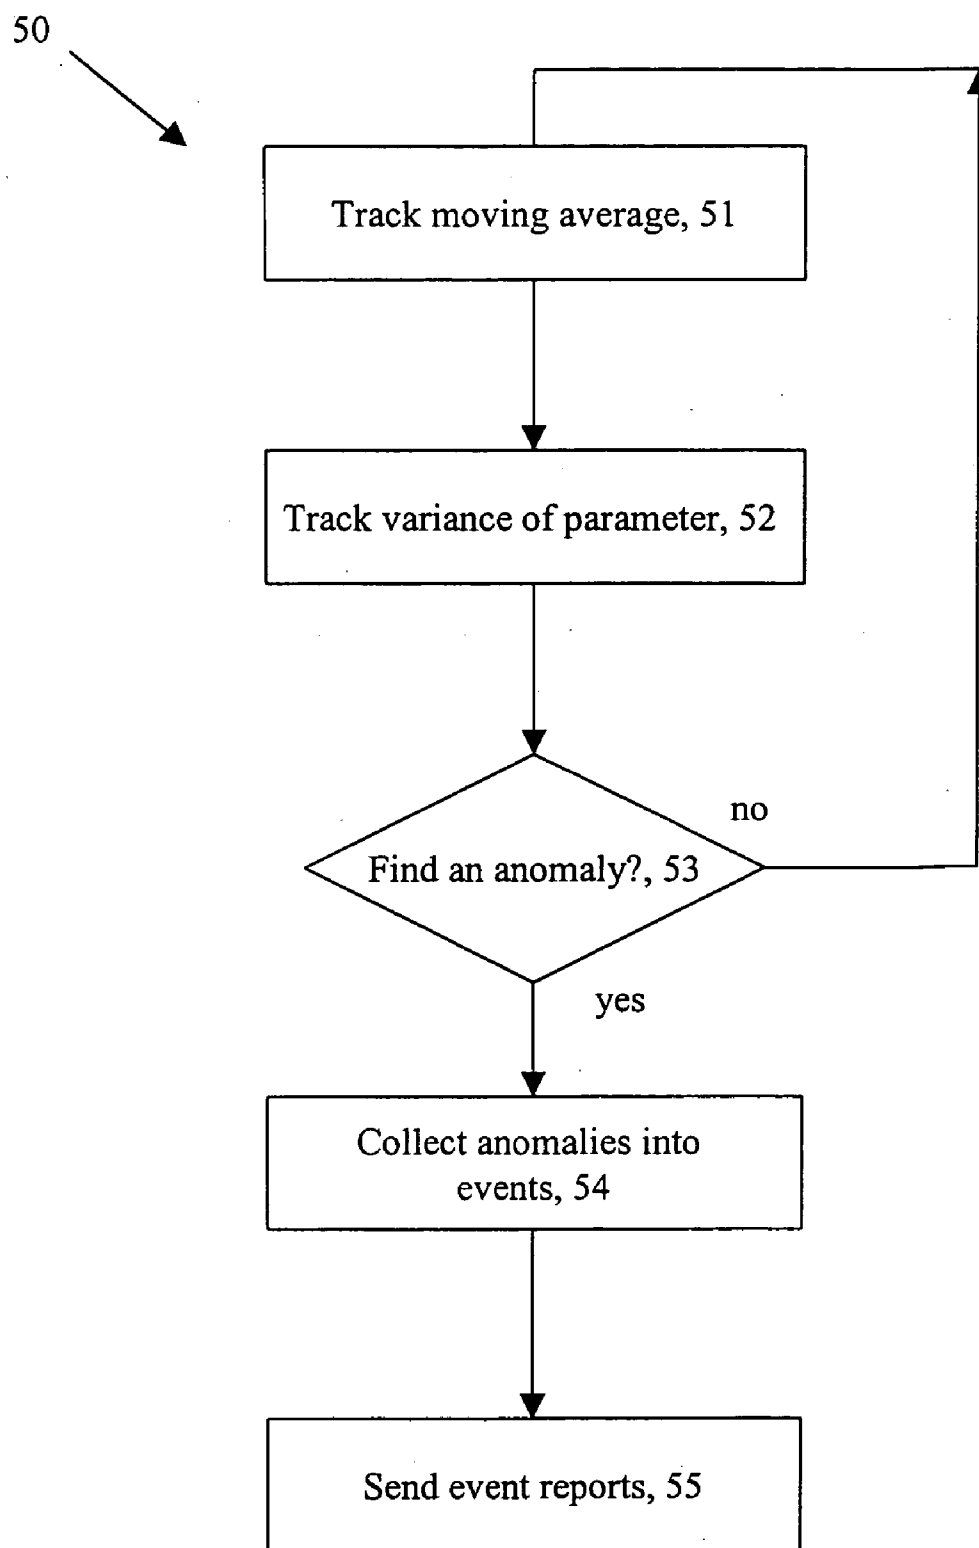 50
Track moving average, 51
Track variance of parameter, 52
no
Find an anomaly?, 53
yes
Collect anomalies into
events, 54
Send event reports, 55